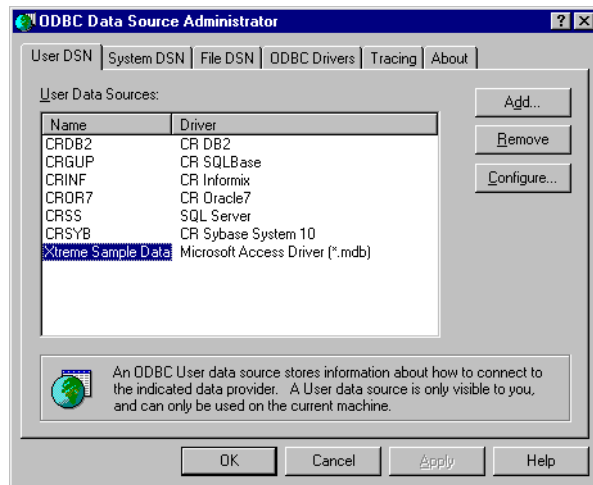 ODBC Data Source Administrator
User DSN System DSN File DSN ODBC Drivers Tracing About
User Data Sources:
Name Driver
CRDB2 CR DB2
CRGUP CR SQLBase
CRINF CR Informix
CROR7 CR Oracle7
CRSS SQL Server
CRSYB CR Sybase System 10
Xtreme Sample Data Microsoft Access Driver (*.mdb)
Add...
Remove
Configure...
An ODBC User data source stores information about how to connect to
the indicated data provider. A User data source is only visible to you,
and can only be used on the current machine.
OK Cancel Apply Help